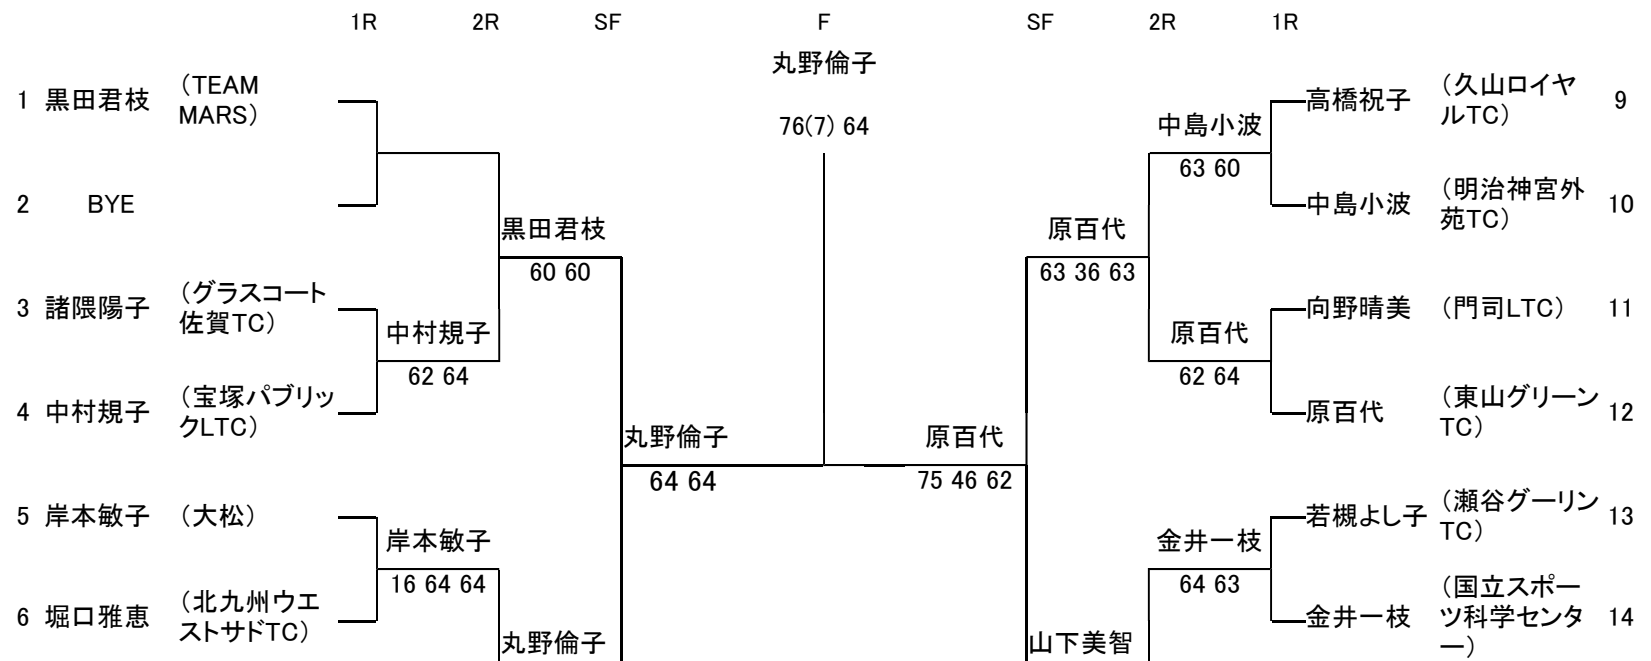 1R 2R SF F SF 2R 1R
丸野倫子
1 黒田君枝 （TEAM
MARS）
76(7) 64
中島小波
高橋祝子 （久山ロイヤ
ルTC） 9
63 60
2 BYE
中島小波 （明治神宮外
苑TC） 10
黒田君枝
60 60
原百代
63 36 63
3 諸隈陽子 （グラスコート
佐賀TC）
向野晴美 （門司LTC） 11
中村規子
62 64
原百代
62 64
4 中村規子 （宝塚パブリッ
クLTC）
原百代 （東山グリーン
TC） 12
丸野倫子
64 64
原百代
75 46 62
5 岸本敏子 （大松）
若槻よし子 （瀬谷グーリン
TC） 13
岸本敏子
16 64 64
金井一枝
64 63
6 堀口雅恵 （北九州ウエ
ストサドTC）
金井一枝 （国立スポー
ツ科学センタ
ー） 14
丸野倫子
山下美智